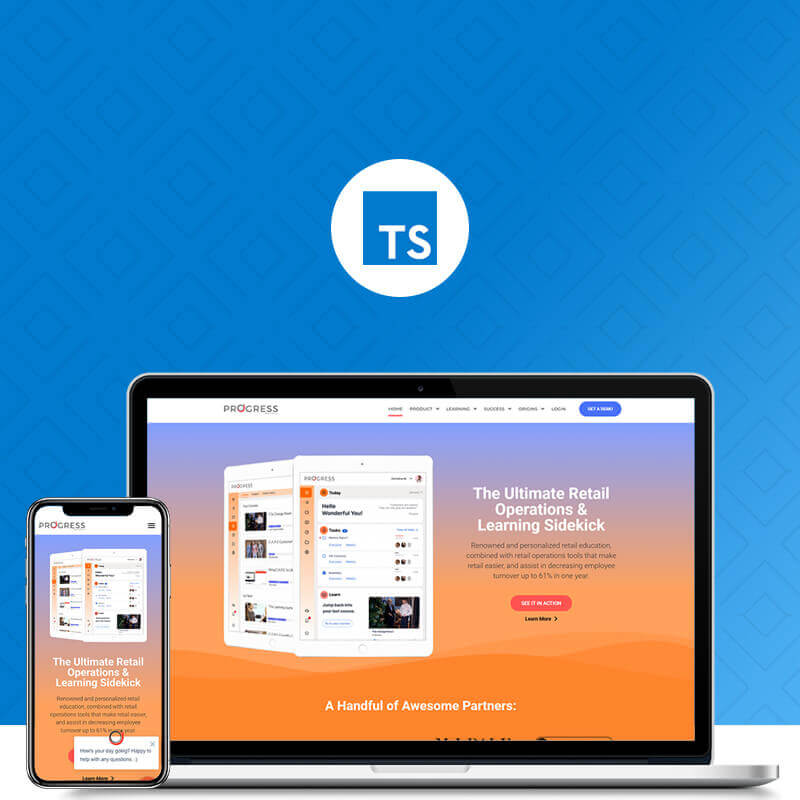 TS
PROGRESS
HOME PRODUCT LEARNING SUCCESS ORIGINS LOGIN GET A DEMO
PROGRESS
Today
Hello
Wonderful You!
Tasks
Learn
Jump back into
your last course.
The Ultimate Retail
Operations &
Learning Sidekick
Renowned and personalized retail education,
combined with retail operations tools that make
retail easier, and assist in decreasing employee
turnover up to 61% in one year.
SEE IT IN ACTION
Learn More
A Handful of Awesome Partners:
PROGRESS
The Ultimate Retail
Operations &
Learning Sidekick
Renowned and personalized retail
education, combined with retail
operations tools that make retail easier,
and assist in decreasing employee
turnover up to 61% in one year.
How's your day going? Happy to
help with any questions. :)
Learn More